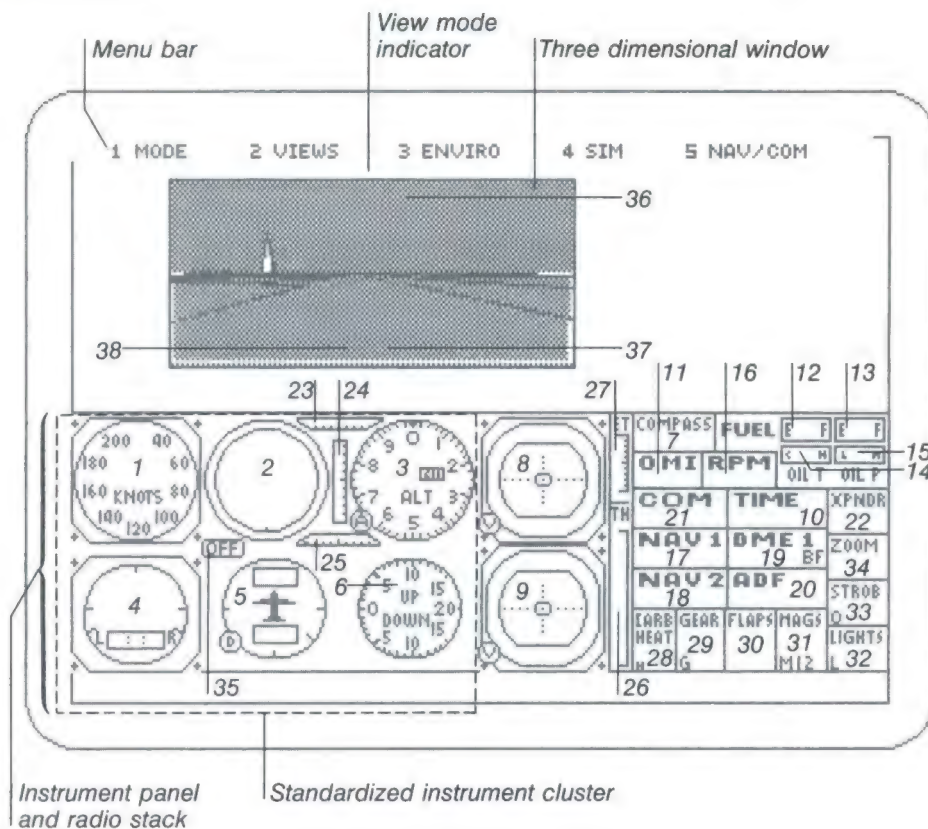 View mode
indicator
Menu bar
Three dimensional window
1 MODE 2 VIEWS 3 ENVIRO 4 SIM 5 NAV/COM
36
38 37
23 24 27 11 16 12 13
200 40
180 1 60
KNOTS
160 80
140 100
120
2
0
9 1
8 3 2
ALT
7 3
6 4
5
A
8
V
ET
COMPASS
7
FUEL E F E F
OMI RPM
C H L H
15
14
OIL T OIL P
TH
COM TIME
21 10
XPNDR
22
NAV 1 DME 1
17 19 BF
ZOOM
34
NAV 2 ADF 20
18
STROB
O 33
CARB GEAR FLAPS MAGS
HEAT 29 30 31
H 28 G M12
LIGHTS
L 32
OFF
25
4
L R
5
D
6
10
5 UP 15
0 20
DOWN
5 15
10
9
V
35 26
Instrument panel
and radio stack
Standardized instrument cluster